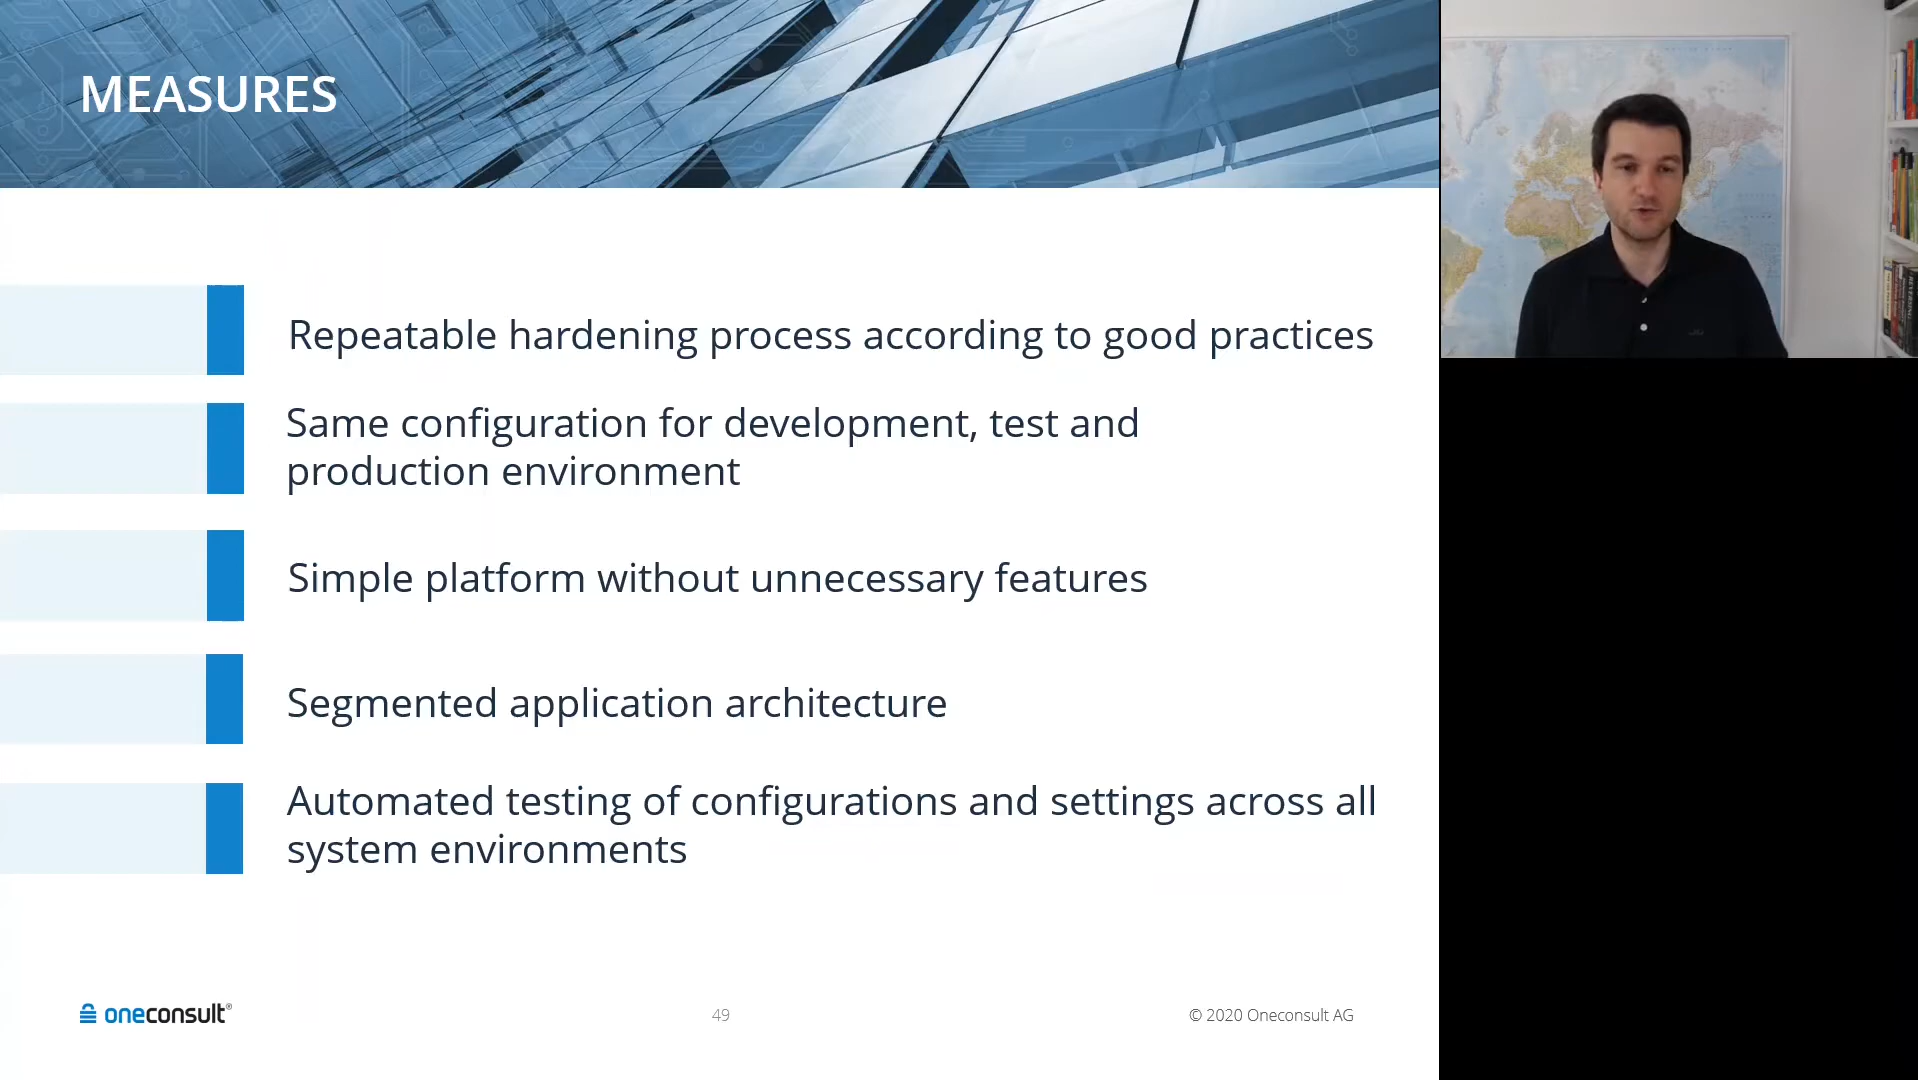 MEASURES
Repeatable hardening process according to good practices
Same configuration for development, test and
production environment
Simple platform without unnecessary features
Segmented application architecture
Automated testing of configurations and settings across all
system environments
oneconsult®
49
© 2020 Oneconsult AG